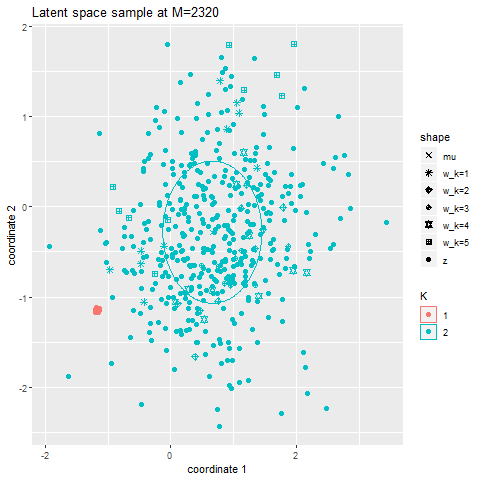 Latent space sample at M=2320
2
1
0
-1
-2
coordinate 2
-2
0
2
coordinate 1
shape
mu
w_k=1
w_k=2
w_k=3
w_k=4
w_k=5
z
K
1
2